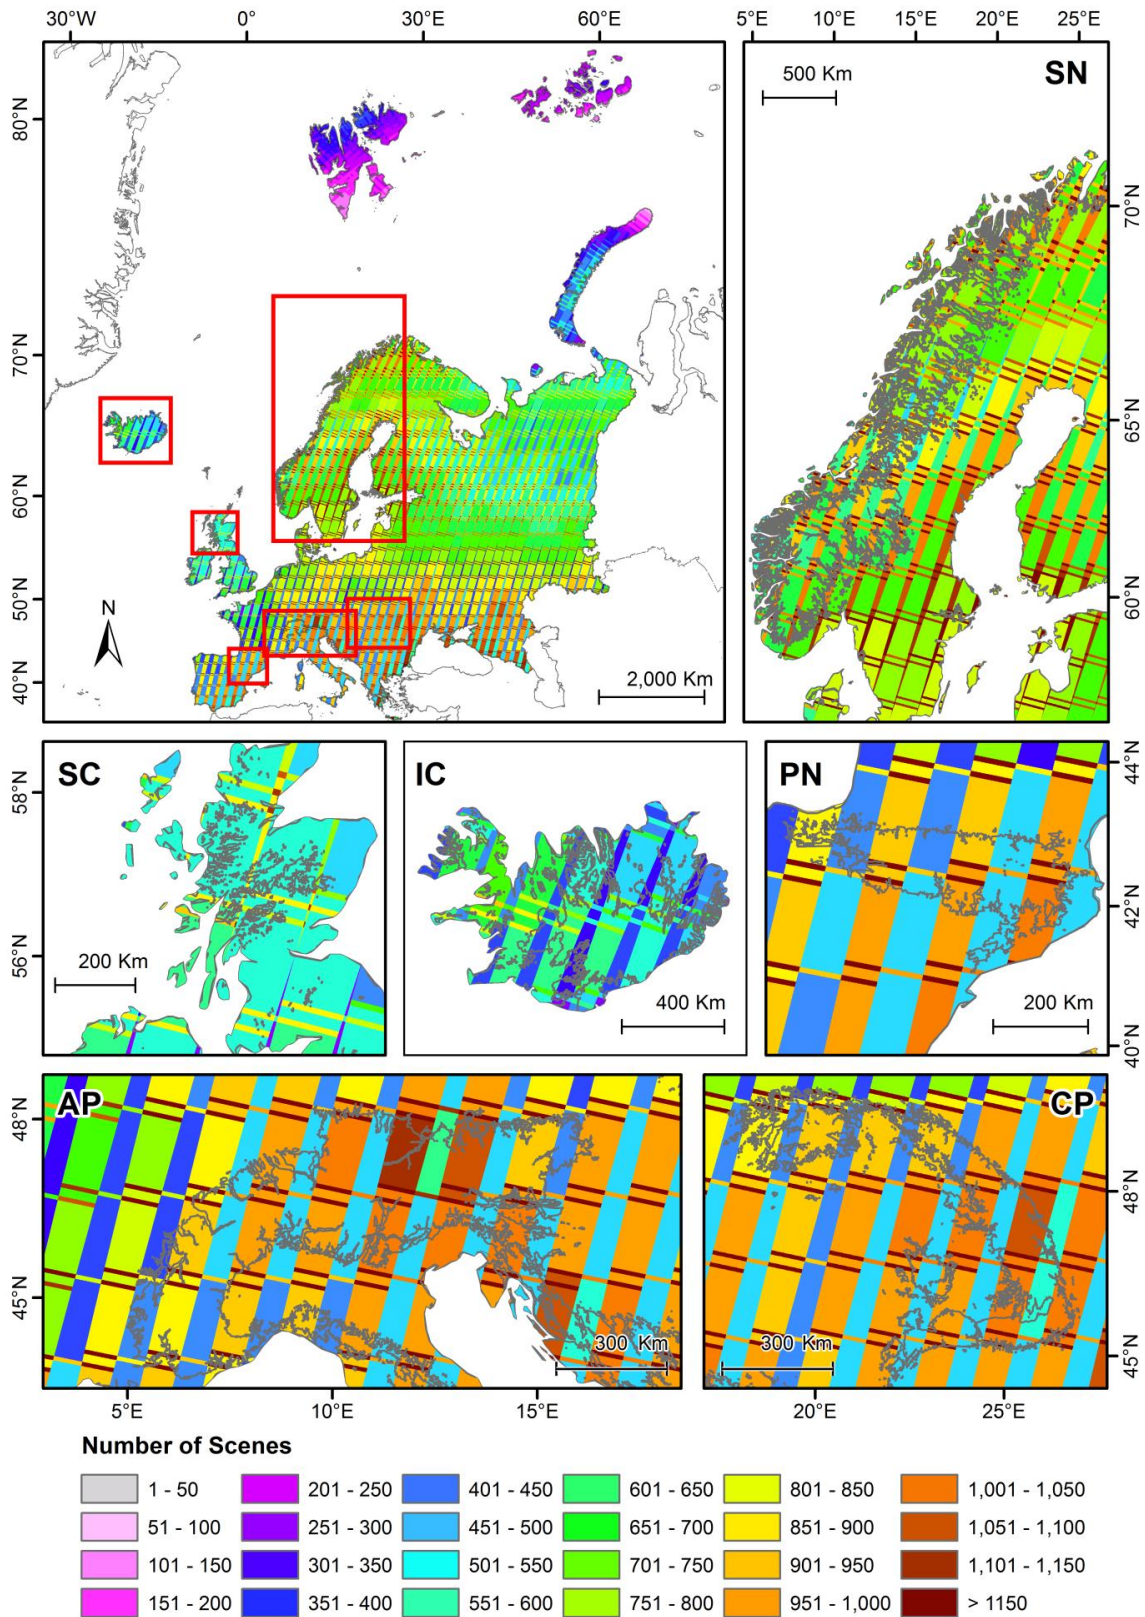 30°W 0° 30°E 60°E 5°E 10°E 15°E 20°E 25°E
500 Km SN
80°N
70°N
70°N
65°N
60°N
60°N
50°N
N
40°N
2,000 Km
SC IC PN
44°N
58°N
42°N
56°N
200 Km
400 Km
200 Km
40°N
AP CP
48°N
48°N
45°N
45°N
300 Km 300 Km
5°E 10°E 15°E 20°E 25°E
Number of Scenes
1 - 50 201 - 250 401 - 450 601 - 650 801 - 850 1,001 - 1,050
51 - 100 251 - 300 451 - 500 651 - 700 851 - 900 1,051 - 1,100
101 - 150 301 - 350 501 - 550 701 - 750 901 - 950 1,101 - 1,150
151 - 200 351 - 400 551 - 600 751 - 800 951 - 1,000 > 1150